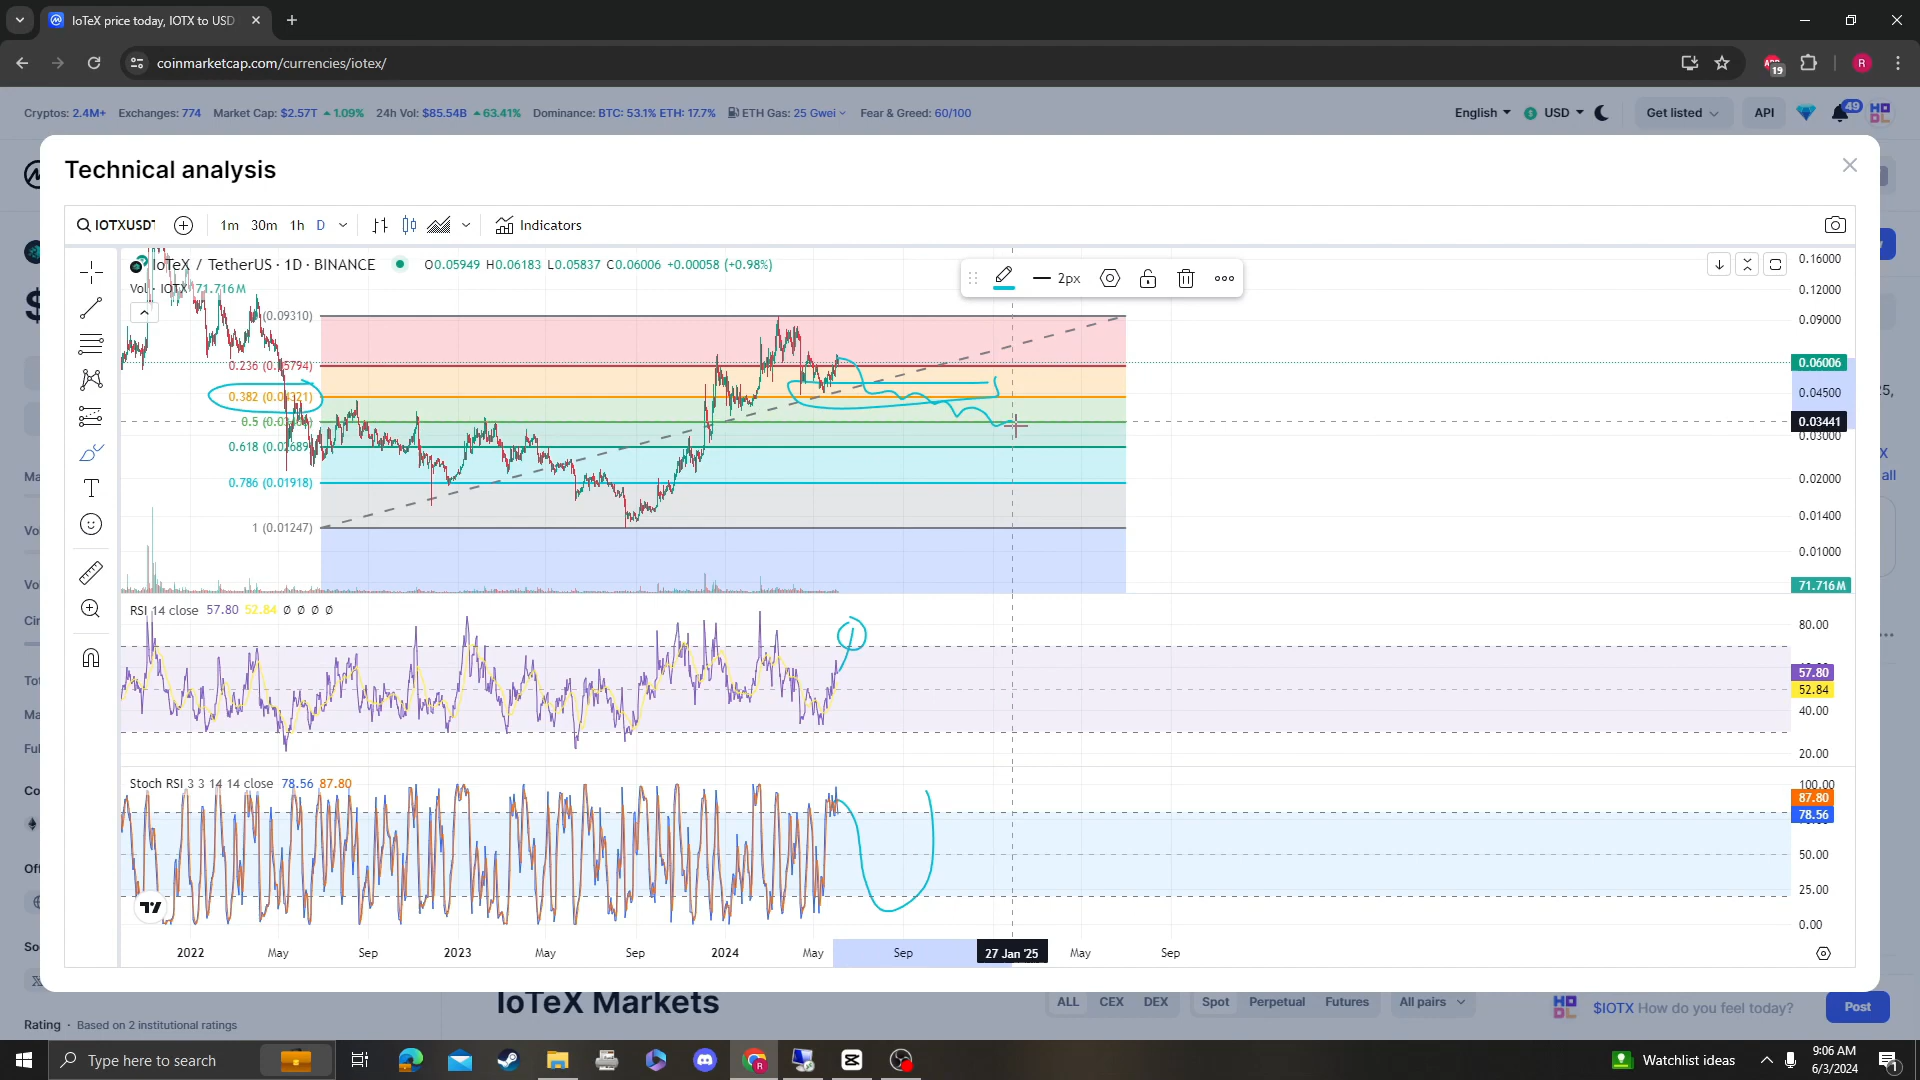 IoTeX price today, IOTX to USD
coinmarketcap.com/currencies/iotex/
19
R
Cryptos: 2.4M+ Exchanges: 774 Market Cap: $2.57T 1.09% 24h Vol: $85.54B 63.41% Dominance: BTC: 53.1% ETH: 17.7% ETH Gas: 25 Gwei Fear & Greed: 60/100
English USD Get listed API 49
Technical analysis
IOTXUSDT 1m 30m 1h D Indicators
IoTeX / TetherUS · 1D · BINANCE O0.05949 H0.06183 L0.05837 C0.06006 +0.00058 (+0.98%)
Vol · IOTX 71.716M
2px
(0.09310)
0.382
0.618
0.786 (0.01918)
1 (0.01247)
0.16000
0.12000
0.09000
0.06006
0.04500
0.03441
0.03000
0.02000
0.01400
0.01000
71.716M
RSI 14 close 57.80 52.84 Ø Ø Ø Ø
80.00
57.80
52.84
40.00
20.00
Stoch RSI 3 3 14 14 close 78.56 87.80
100.00
87.80
78.56
50.00
25.00
0.00
2022 May Sep 2023 May Sep 2024 May Sep 27 Jan '25 May Sep
IoTeX Markets
ALL CEX DEX Spot Perpetual Futures All pairs
$IOTX How do you feel today? Post
Rating · Based on 2 institutional ratings
Type here to search
Watchlist ideas
9:06 AM
6/3/2024
1